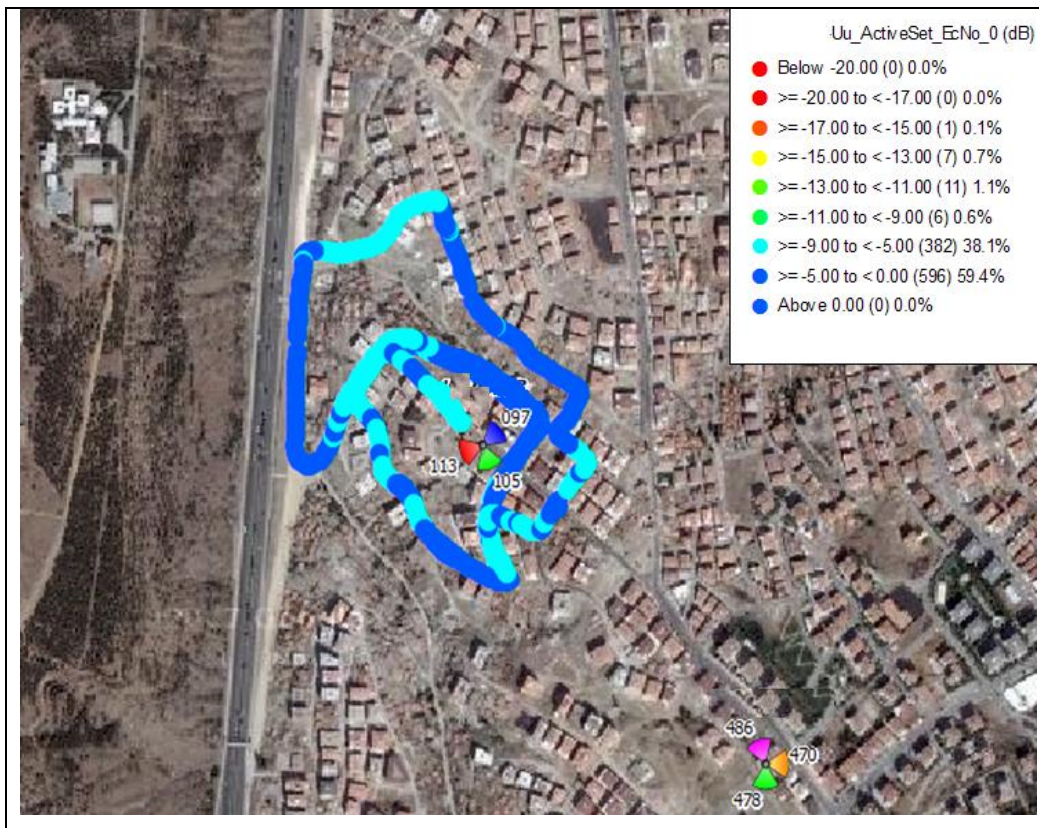 Uu_ActiveSet_EcNo_0 (dB)
Below -20.00 (0) 0.0%
>= -20.00 to < -17.00 (0) 0.0%
>= -17.00 to < -15.00 (1) 0.1%
>= -15.00 to < -13.00 (7) 0.7%
>= -13.00 to < -11.00 (11) 1.1%
>= -11.00 to < -9.00 (6) 0.6%
>= -9.00 to < -5.00 (382) 38.1%
>= -5.00 to < 0.00 (596) 59.4%
Above 0.00 (0) 0.0%
097
113
105
486
470
478